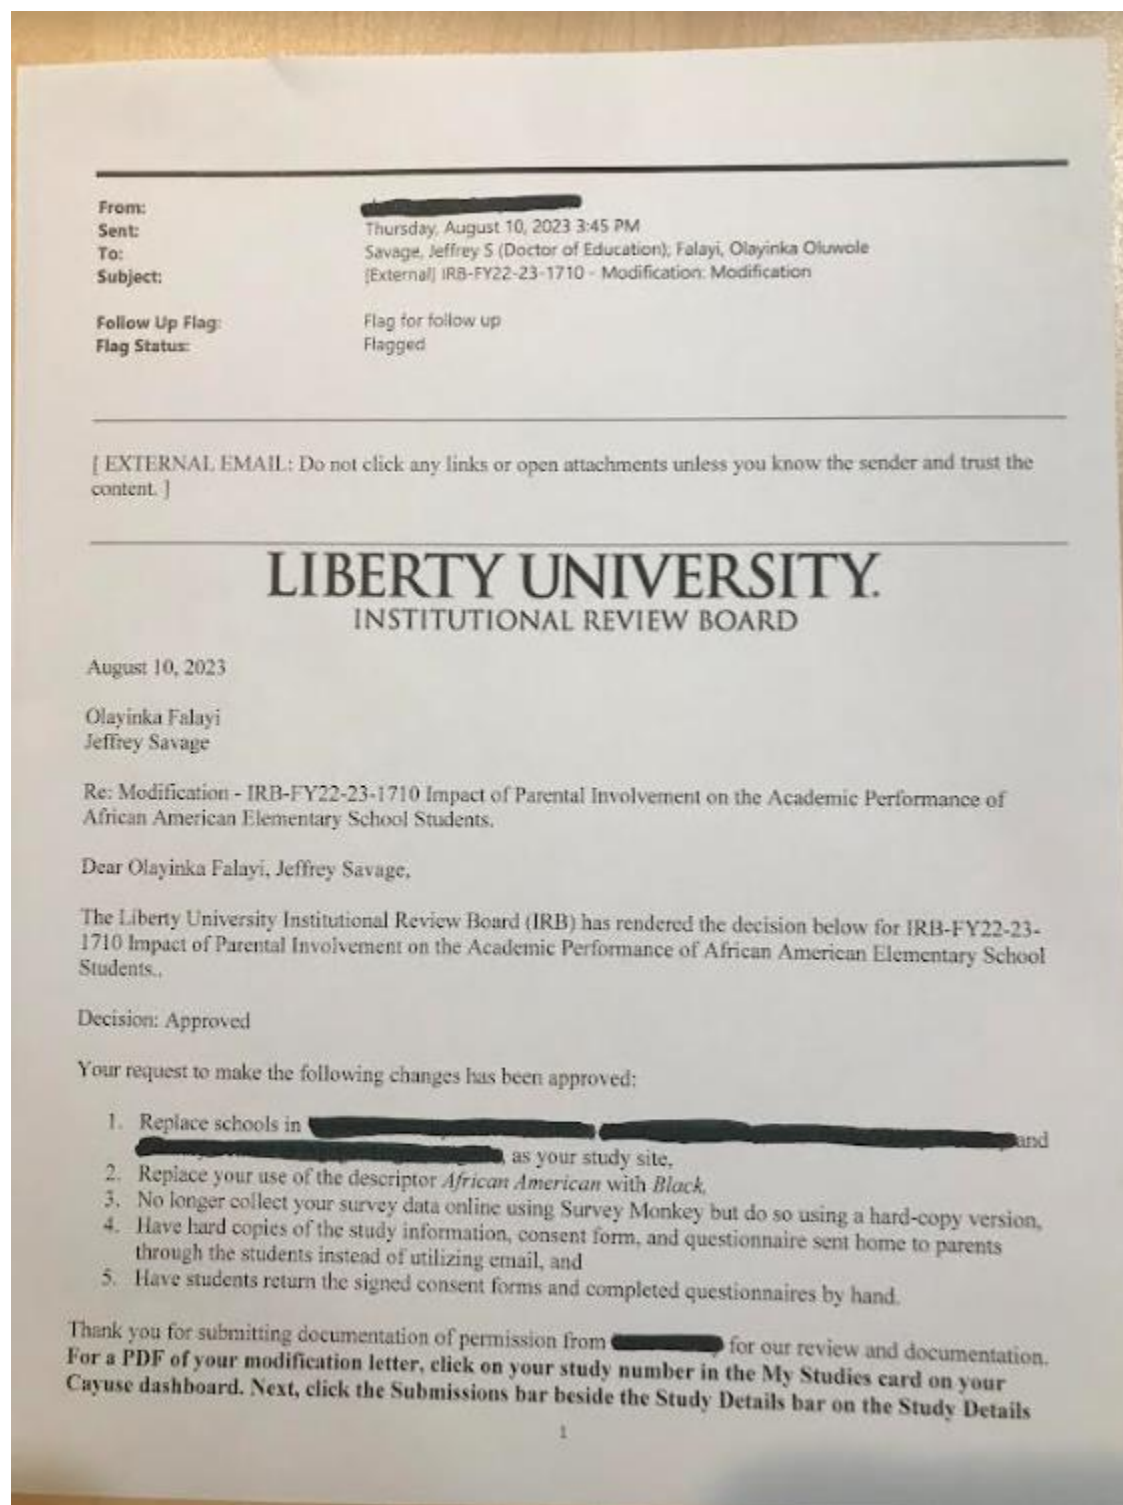 From:
Sent: Thursday, August 10, 2023 3:45 PM
To: Savage, Jeffrey S (Doctor of Education); Falayi, Olayinka Oluwole
Subject: [External] IRB-FY22-23-1710 - Modification: Modification
Follow Up Flag: Flag for follow up
Flag Status: Flagged
[ EXTERNAL EMAIL: Do not click any links or open attachments unless you know the sender and trust the
content. ]
LIBERTY UNIVERSITY.
INSTITUTIONAL REVIEW BOARD
August 10, 2023
Olayinka Falayi
Jeffrey Savage
Re: Modification - IRB-FY22-23-1710 Impact of Parental Involvement on the Academic Performance of
African American Elementary School Students.
Dear Olayinka Falayi, Jeffrey Savage,
The Liberty University Institutional Review Board (IRB) has rendered the decision below for IRB-FY22-23-
1710 Impact of Parental Involvement on the Academic Performance of African American Elementary School
Students..
Decision: Approved
Your request to make the following changes has been approved:
1. Replace schools in and
, as your study site,
2. Replace your use of the descriptor African American with Black,
3. No longer collect your survey data online using Survey Monkey but do so using a hard-copy version,
4. Have hard copies of the study information, consent form, and questionnaire sent home to parents
through the students instead of utilizing email, and
5. Have students return the signed consent forms and completed questionnaires by hand.
Thank you for submitting documentation of permission from for our review and documentation.
For a PDF of your modification letter, click on your study number in the My Studies card on your
Cayuse dashboard. Next, click the Submissions bar beside the Study Details bar on the Study Details
1